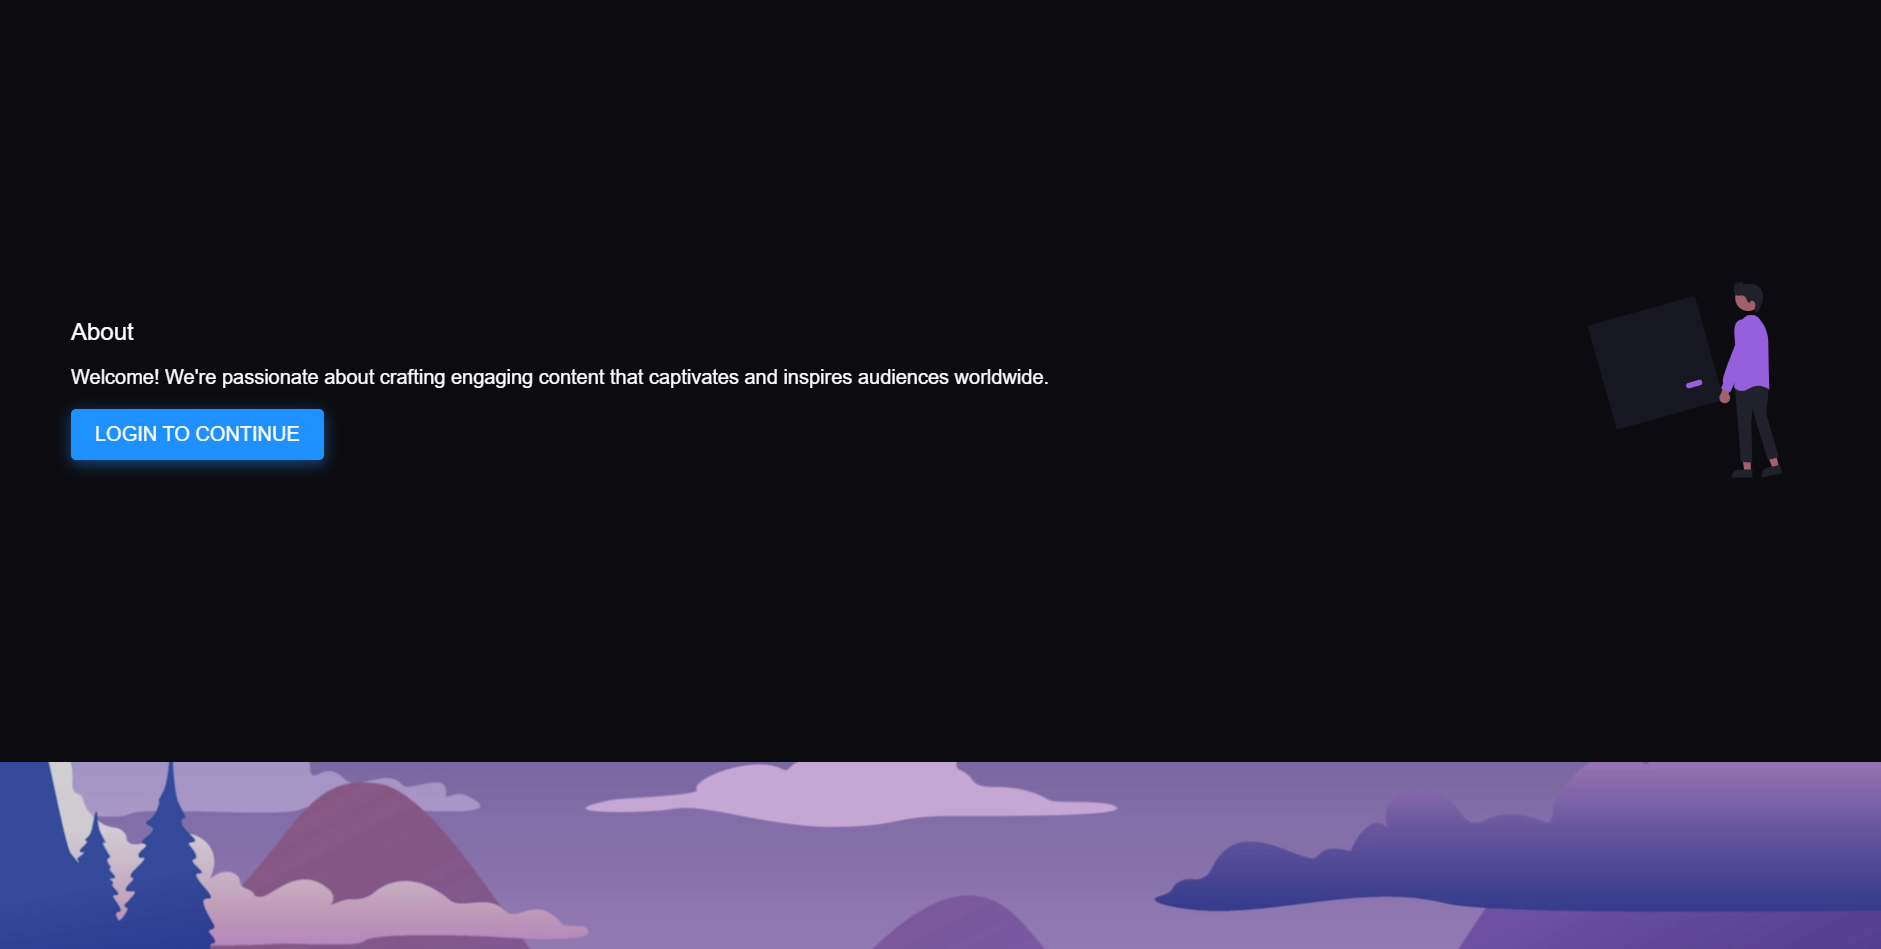 About
Welcome! We're passionate about crafting engaging content that captivates and inspires audiences worldwide.
LOGIN TO CONTINUE